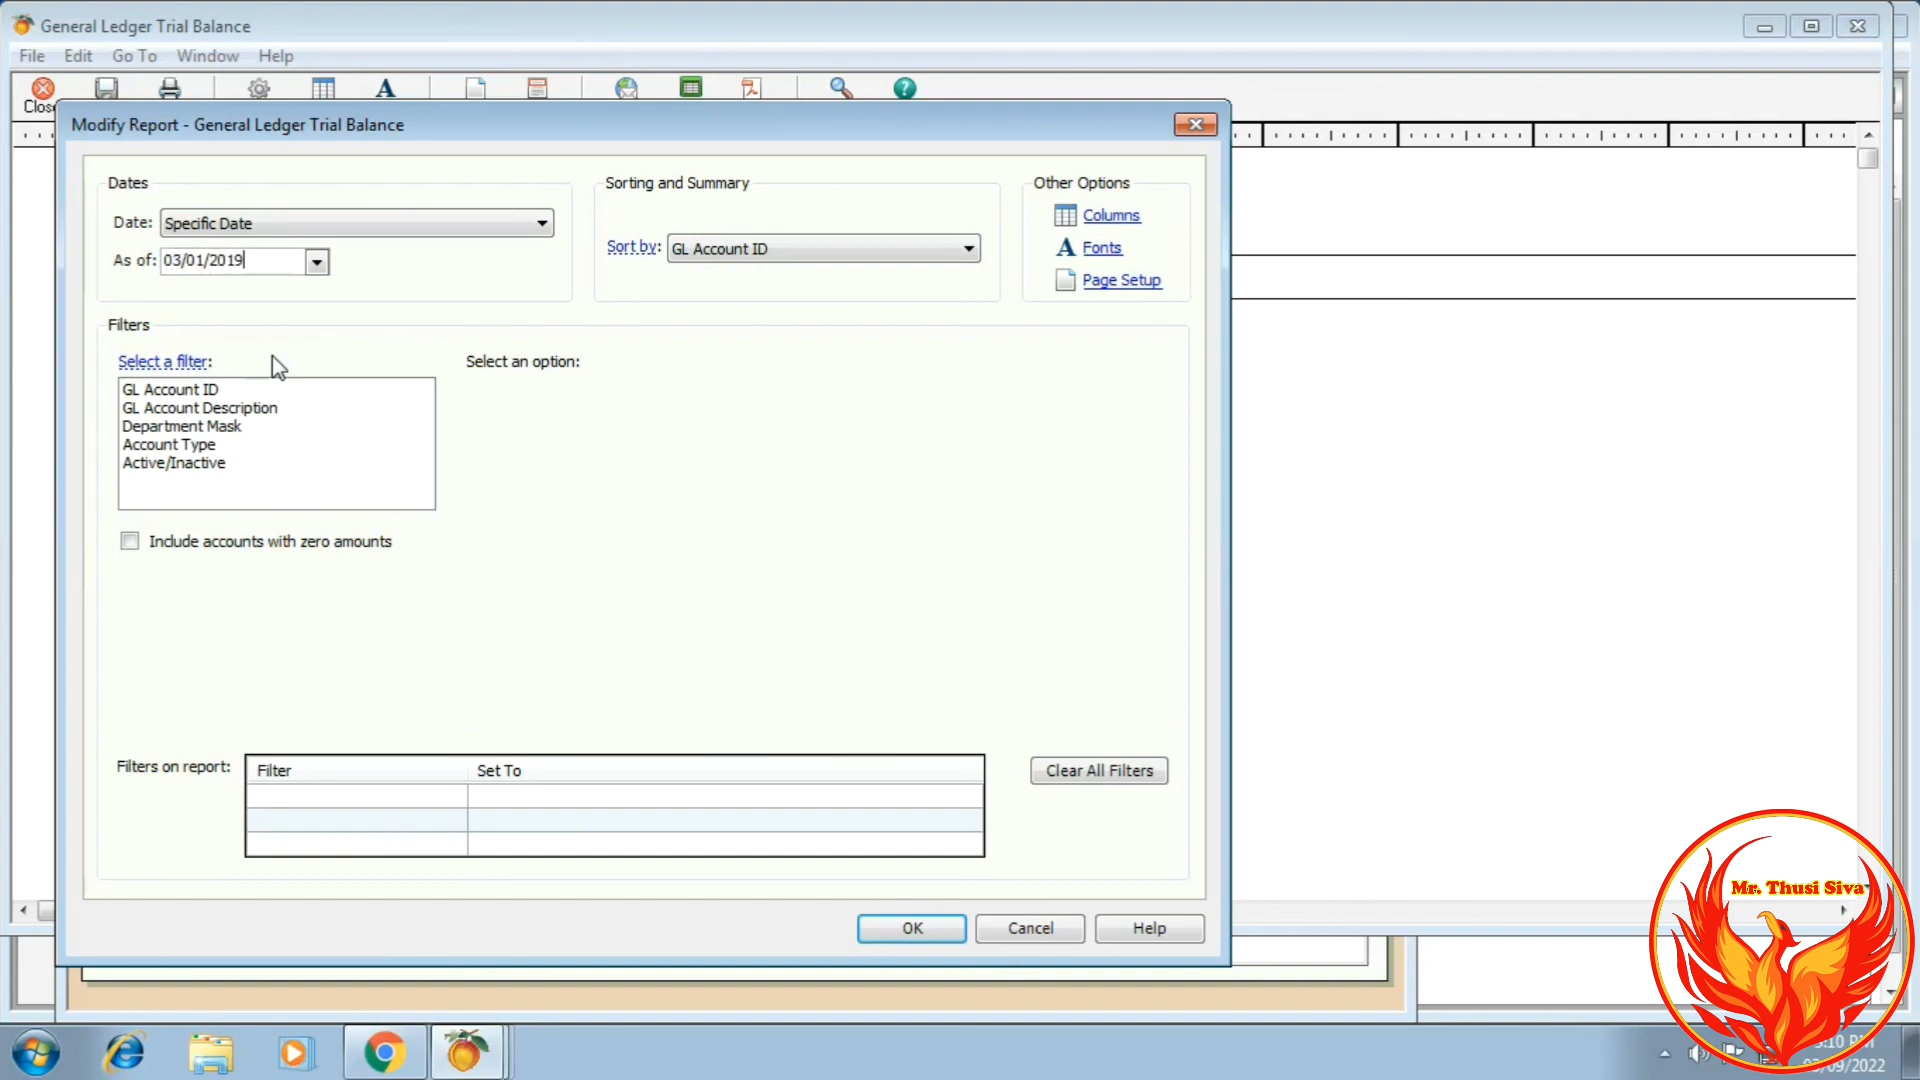 General Ledger Trial Balance
File Edit Go To Window Help
Modify Report - General Ledger Trial Balance
Dates
Date: Specific Date
As of: 03/01/2019
Sorting and Summary
Sort by: GL Account ID
Other Options
Columns
Fonts
Page Setup
Filters
Select a filter:
GL Account ID
GL Account Description
Department Mask
Account Type
Active/Inactive
Select an option:
Include accounts with zero amounts
Filters on report:
Filter Set To
Clear All Filters
OK Cancel Help
Mr. Thusi Siva